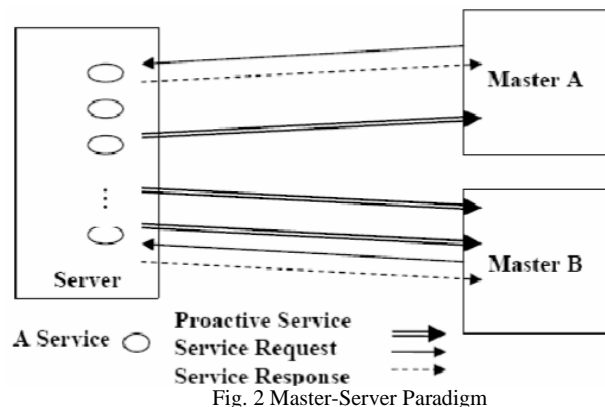 Master A
Master B
Server
A Service
Proactive Service
Service Request
Service Response
Fig. 2 Master-Server Paradigm